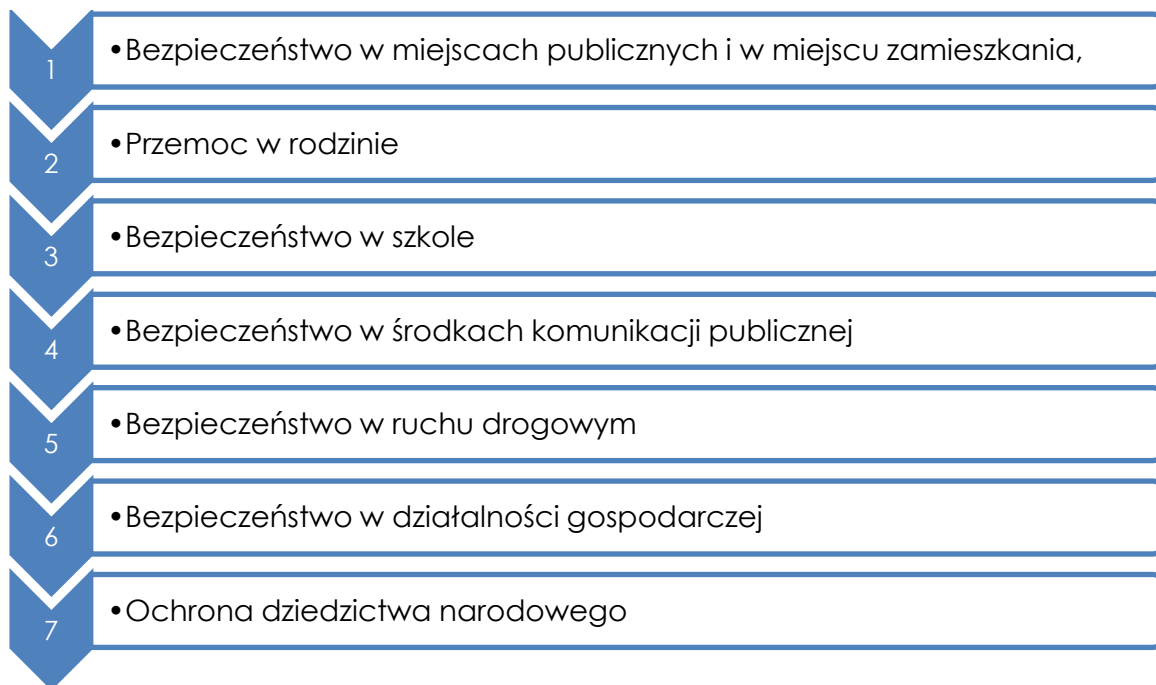 1
•Bezpieczeństwo w miejscach publicznych i w miejscu zamieszkania,
2
•Przemoc w rodzinie
3
•Bezpieczeństwo w szkole
4
•Bezpieczeństwo w środkach komunikacji publicznej
5
•Bezpieczeństwo w ruchu drogowym
6
•Bezpieczeństwo w działalności gospodarczej
7
•Ochrona dziedzictwa narodowego